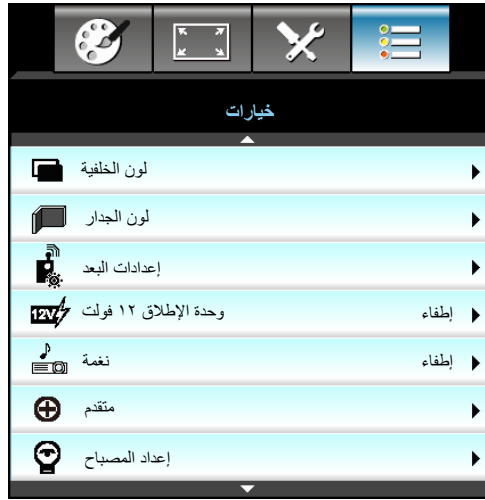 خيارات
لون الخلفية
لون الجدار
إعدادات البعد
12V وحدة الإطلاق ١٢ فولت إطفاء
نغمة إطفاء
متقدم
إعداد المصباح